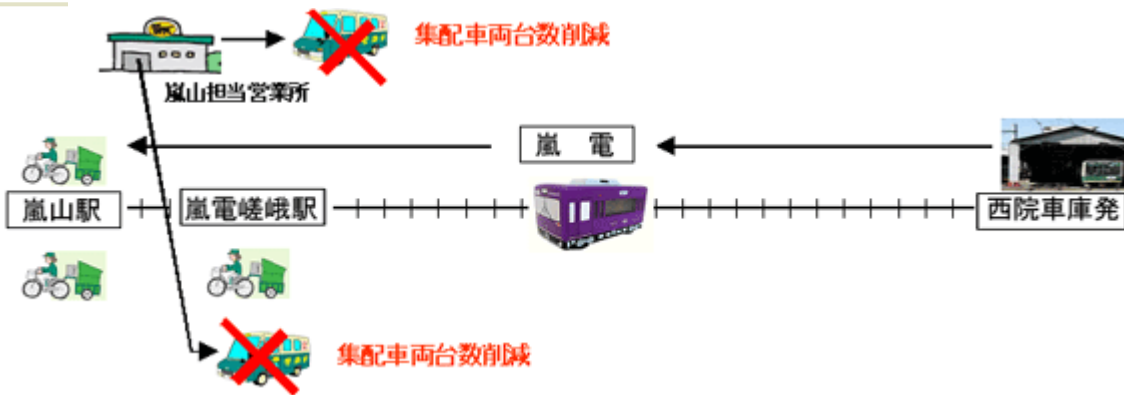 集配車両台数削減
嵐山担当営業所
嵐 電
嵐山駅
嵐電嵯峨駅
西院車庫発
集配車両台数削減